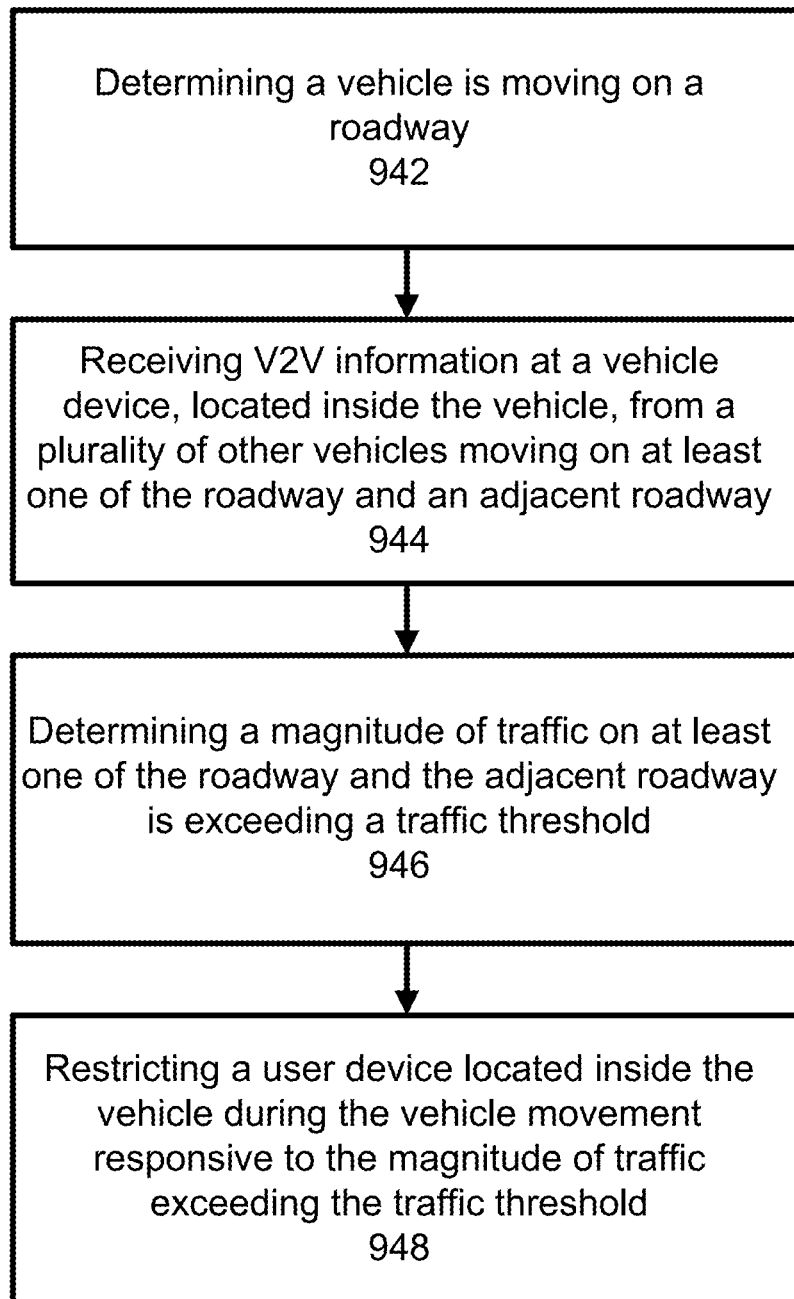 Determining a vehicle is moving on a
roadway
942
Receiving V2V information at a vehicle
device, located inside the vehicle, from a
plurality of other vehicles moving on at least
one of the roadway and an adjacent roadway
944
Determining a magnitude of traffic on at least
one of the roadway and the adjacent roadway
is exceeding a traffic threshold
946
Restricting a user device located inside the
vehicle during the vehicle movement
responsive to the magnitude of traffic
exceeding the traffic threshold
948